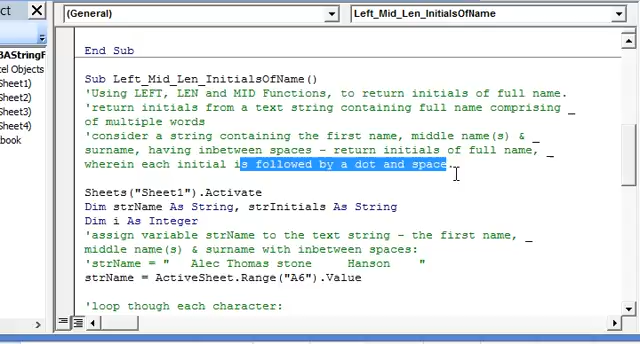 ct
(General)
Left_Mid_Len_InitialsOfName
BAStringF
tel Objects
Sheet1)
Sheet2)
Sheet3)
Sheet4)
book
End Sub
Sub Left_Mid_Len_InitialsOfName()
'Using LEFT, LEN and MID Functions, to return initials of full name.
'return initials from a text string containing full name comprising _
of multiple words
'consider a string containing the first name, middle name(s) & _
surname, having inbetween spaces - return initials of full name, _
wherein each initial is followed by a dot and space.
Sheets("Sheet1").Activate
Dim strName As String, strInitials As String
Dim i As Integer
'assign variable strName to the text string - the first name, _
middle name(s) & surname with inbetween spaces:
'strName = "   Alec Thomas stone     Hanson    "
strName = ActiveSheet.Range("A6").Value
'loop though each character: